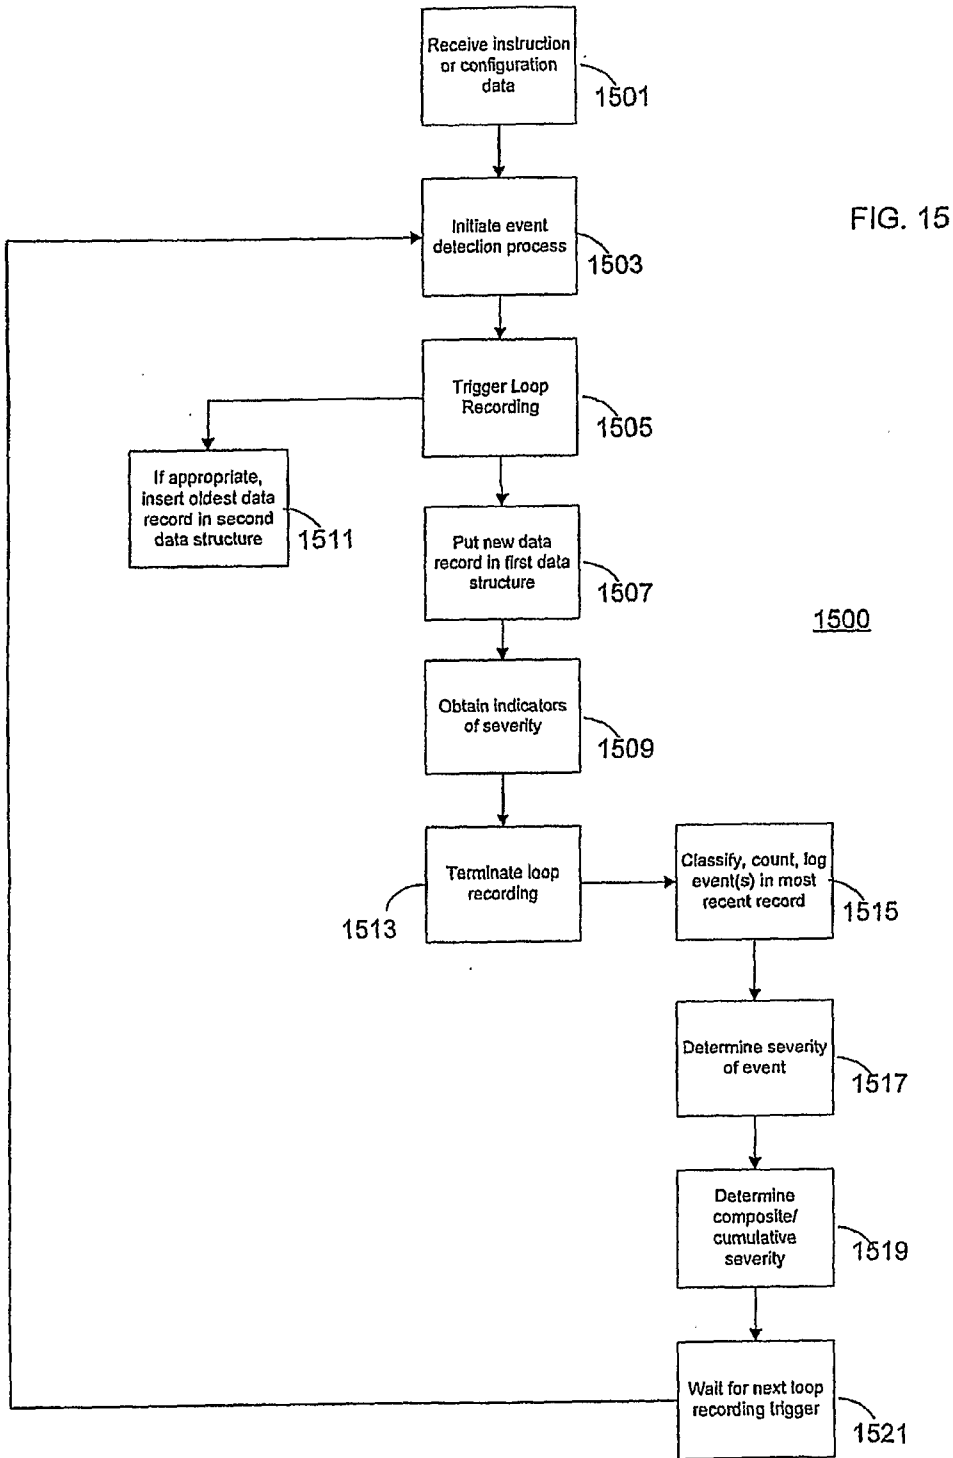 Receive instruction
or configuration
data
1501
FIG. 15
Initiate event
detection process
1503
Trigger Loop
Recording
1505
If appropriate,
insert oldest data
record in second
data structure
1511
Put new data
record in first data
structure
1507
1500
Obtain indicators
of severity
1509
Terminate loop
recording
1513
Classify, count, log
event(s) in most
recent record
1515
Determine severity
of event
1517
Determine
composite/
cumulative
severity
1519
Wait for next loop
recording trigger
1521